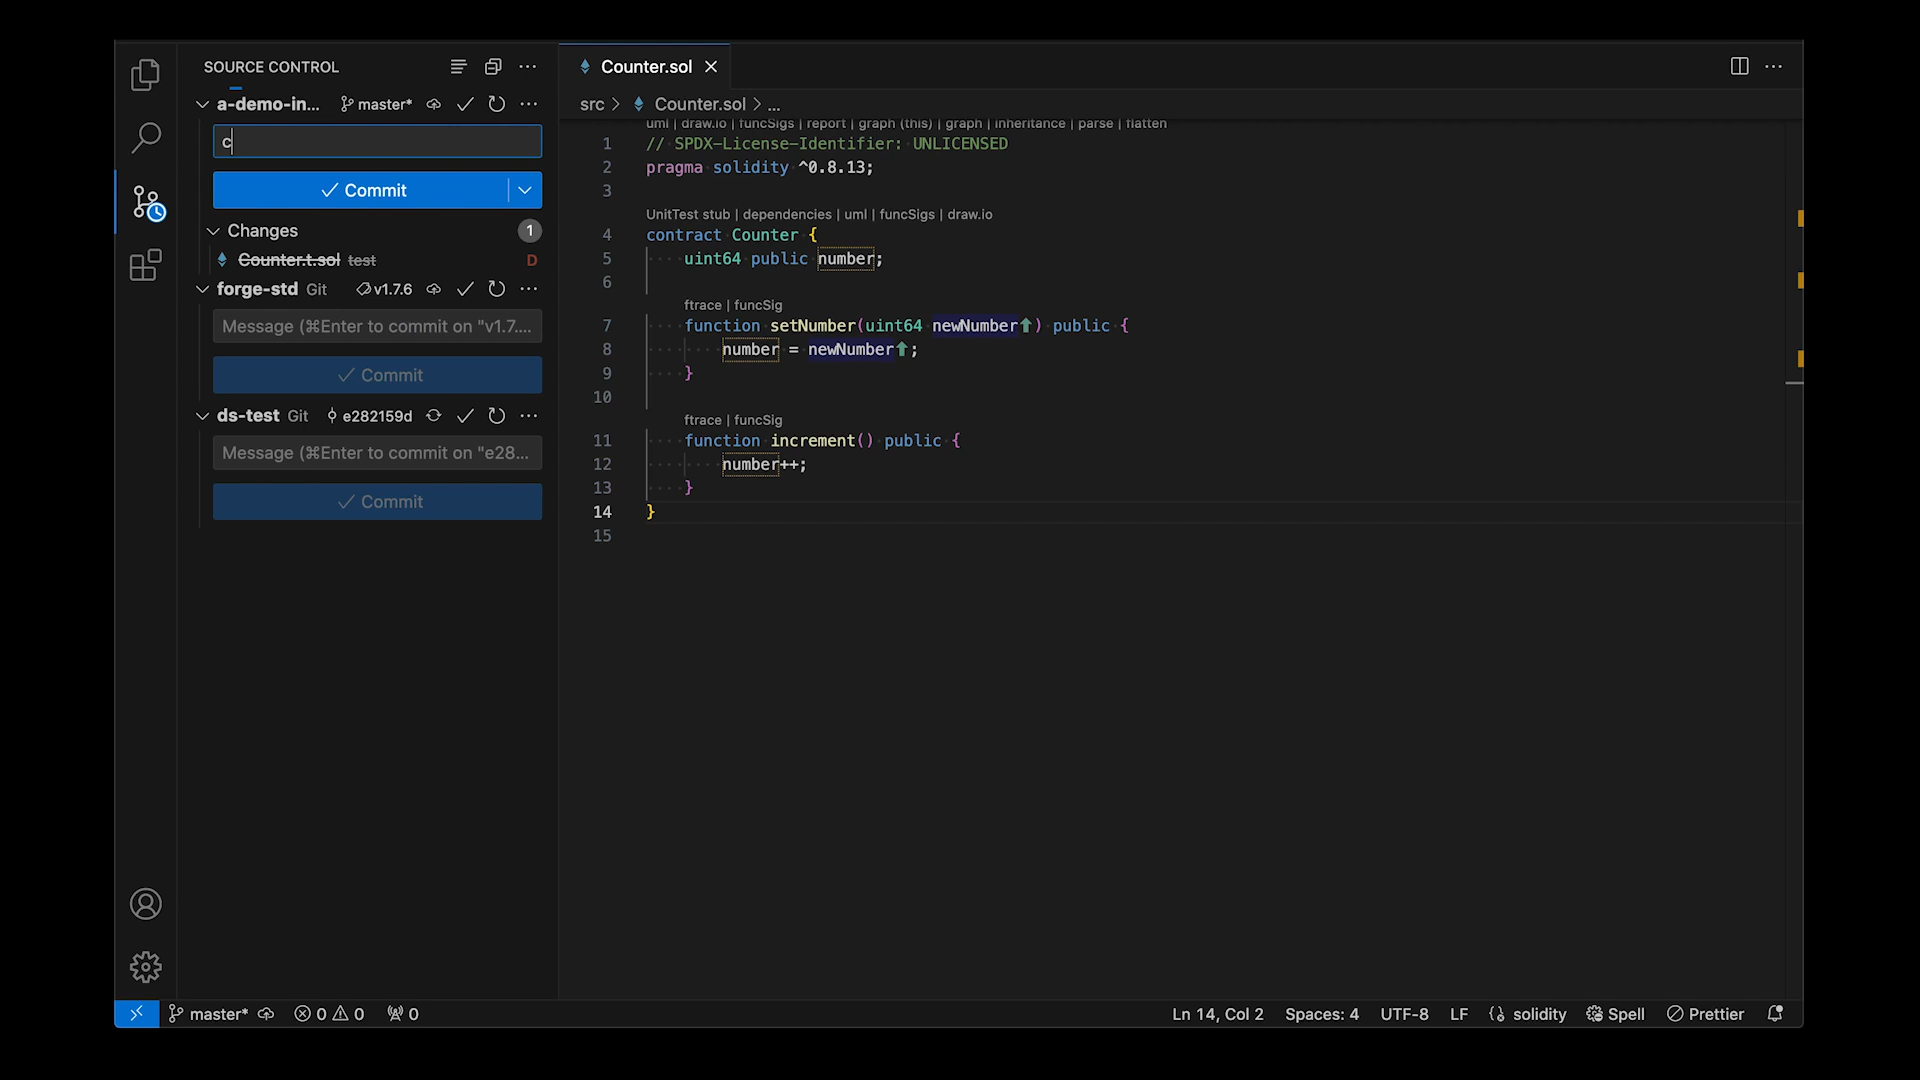 SOURCE CONTROL
a-demo-in... master*
c
Commit
Changes 1
Counter.t.sol test D
forge-std Git v1.7.6
Message (⌘Enter to commit on "v1.7....
Commit
ds-test Git e282159d
Message (⌘Enter to commit on "e28...
Commit
Counter.sol
src > Counter.sol > ...
uml | draw.io | funcSigs | report | graph (this) | graph | inheritance | parse | flatten
1 // SPDX-License-Identifier: UNLICENSED
2 pragma solidity ^0.8.13;
3
UnitTest stub | dependencies | uml | funcSigs | draw.io
4 contract Counter {
5 uint64 public number;
6
ftrace | funcSig
7 function setNumber(uint64 newNumber⬆) public {
8 number = newNumber⬆;
9 }
10
ftrace | funcSig
11 function increment() public {
12 number++;
13 }
14 }
15
master* 0 0 0 Ln 14, Col 2 Spaces: 4 UTF-8 LF solidity Spell Prettier